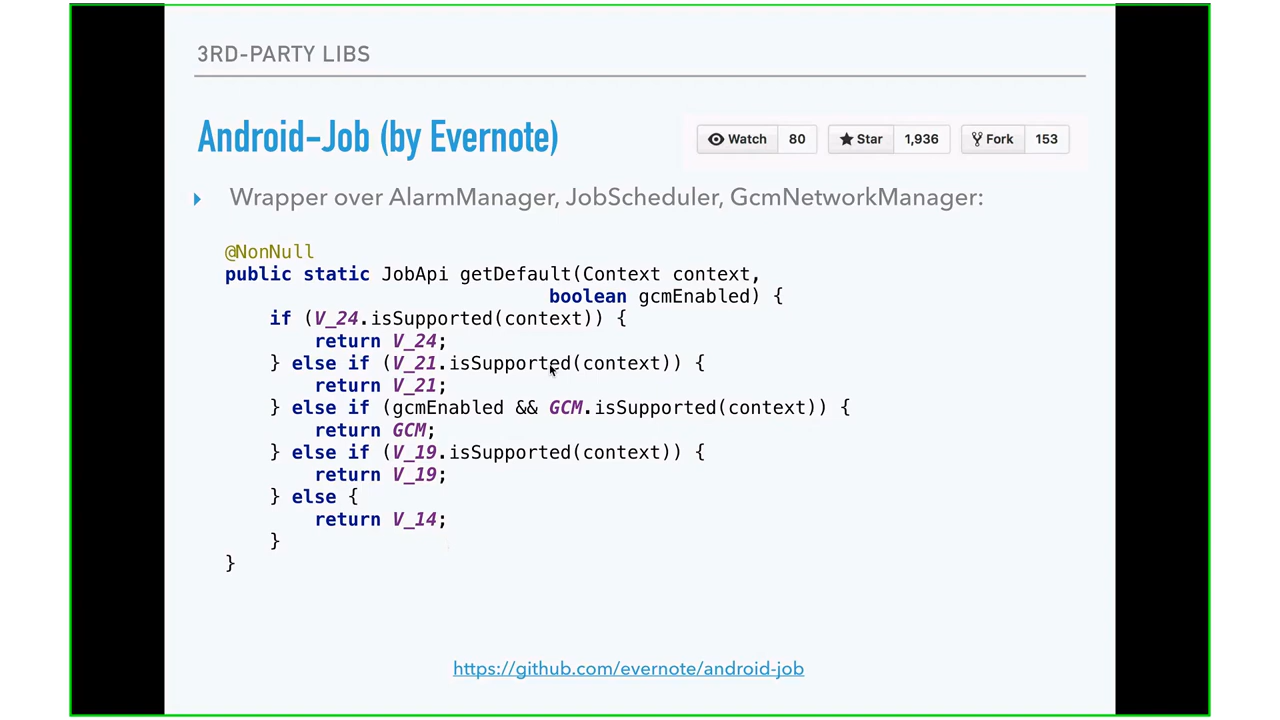 3RD-PARTY LIBS
Android-Job (by Evernote)
Watch 80 Star 1,936 Fork 153
Wrapper over AlarmManager, JobScheduler, GcmNetworkManager:
@NonNull
public static JobApi getDefault(Context context,
boolean gcmEnabled) {
if (V_24.isSupported(context)) {
return V_24;
} else if (V_21.isSupported(context)) {
return V_21;
} else if (gcmEnabled && GCM.isSupported(context)) {
return GCM;
} else if (V_19.isSupported(context)) {
return V_19;
} else {
return V_14;
}
}
https://github.com/evernote/android-job